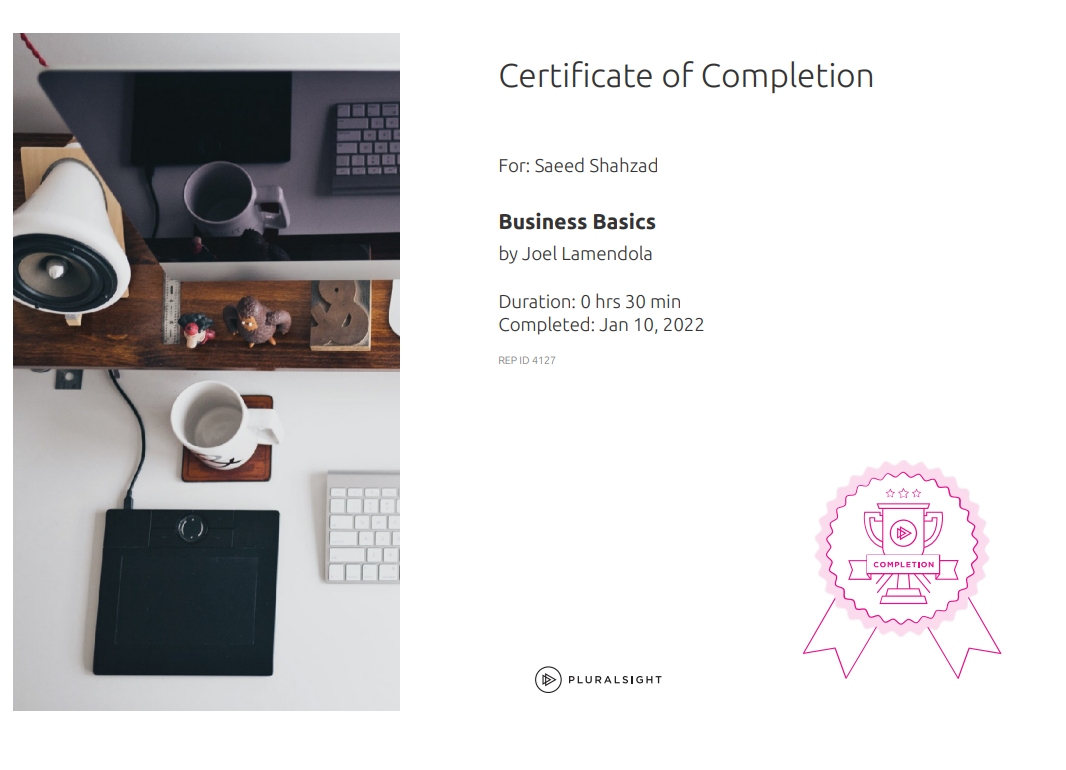 Certificate of Completion
For: Saeed Shahzad
Business Basics
by Joel Lamendola
Duration: 0 hrs 30 min
Completed: Jan 10, 2022
REP ID 4127
COMPLETION
PLURALSIGHT